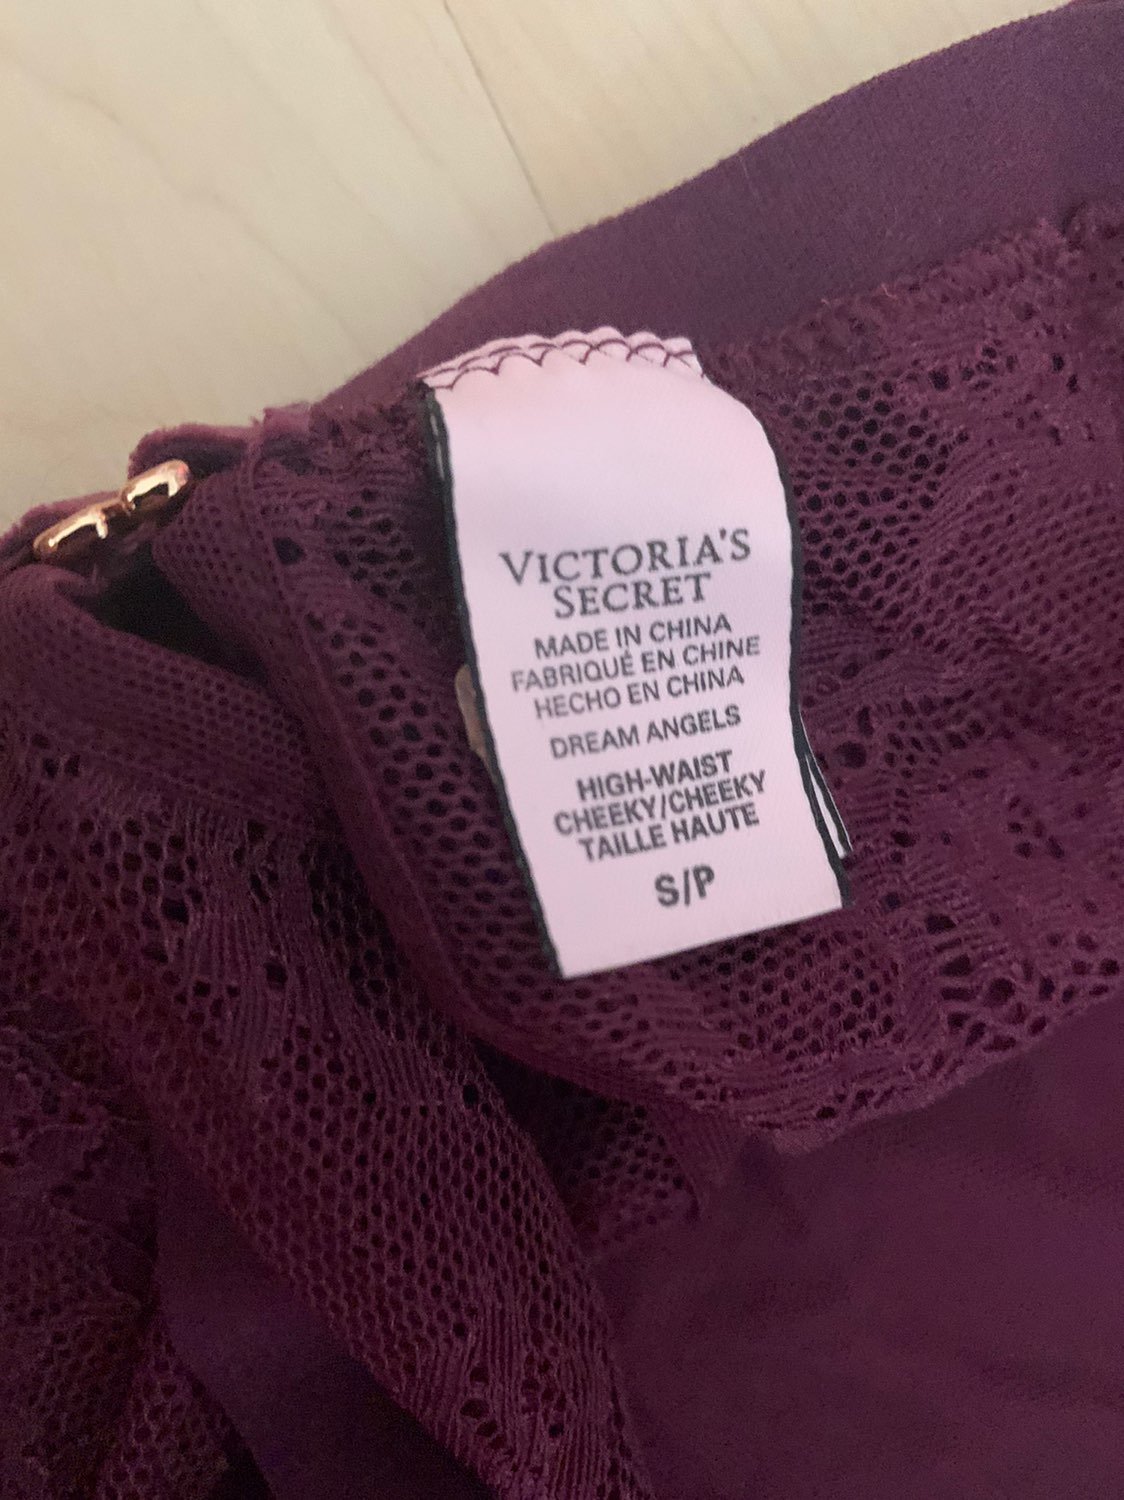 VICTORIA'S
SECRET
MADE IN CHINA
FABRIQUÉ EN CHINE
HECHO EN CHINA
DREAM ANGELS
HIGH-WAIST
CHEEKY/CHEEKY
TAILLE HAUTE
S/P